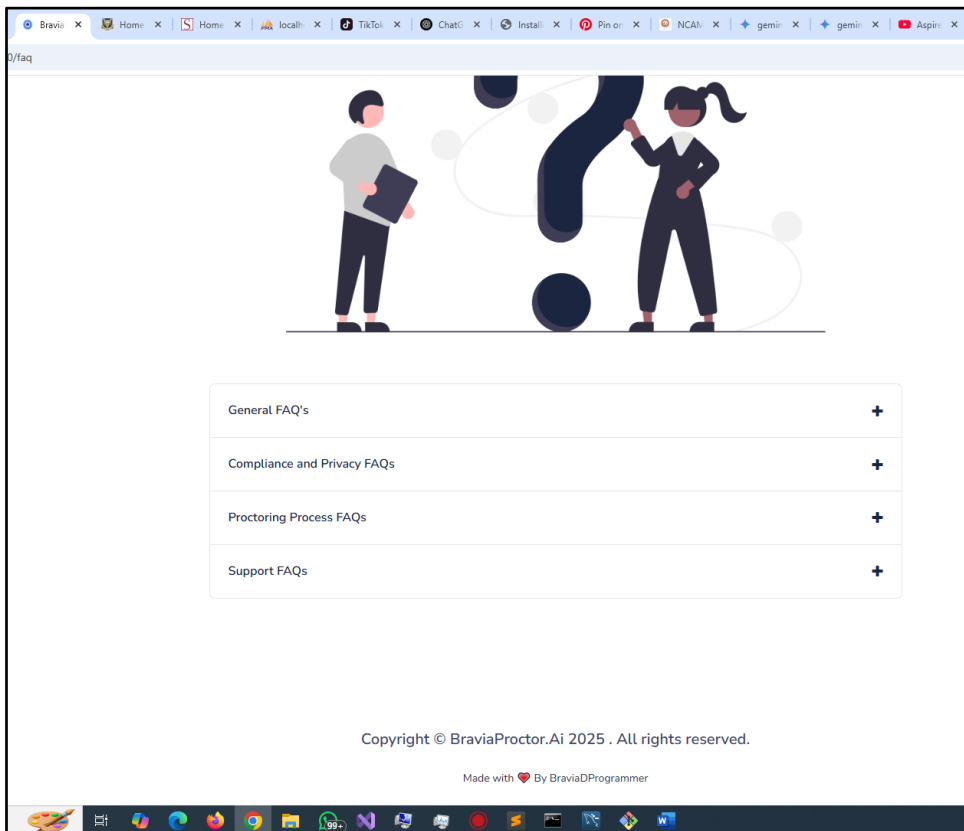 Bravia
Home
Home
localh
TikTok
ChatG
Install
Pin on
NCAM
gemin
gemin
Aspire
0/faq
General FAQ's
Compliance and Privacy FAQs
Proctoring Process FAQs
Support FAQs
Copyright © BraviaProctor.Ai 2025 . All rights reserved.
Made with ❤ By BraviaDProgrammer
99+